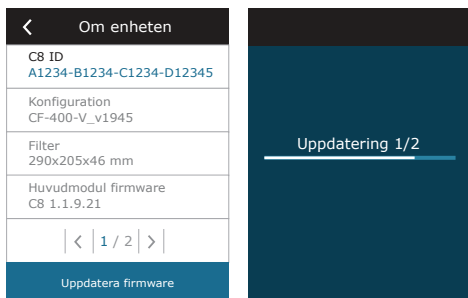 Om enheten
C8 ID
A1234-B1234-C1234-D12345
Konfiguration
CF-400-V_v1945
Filter
290x205x46 mm
Huvudmodul firmware
C8 1.1.9.21
1 / 2
Uppdatera firmware
Uppdatering 1/2